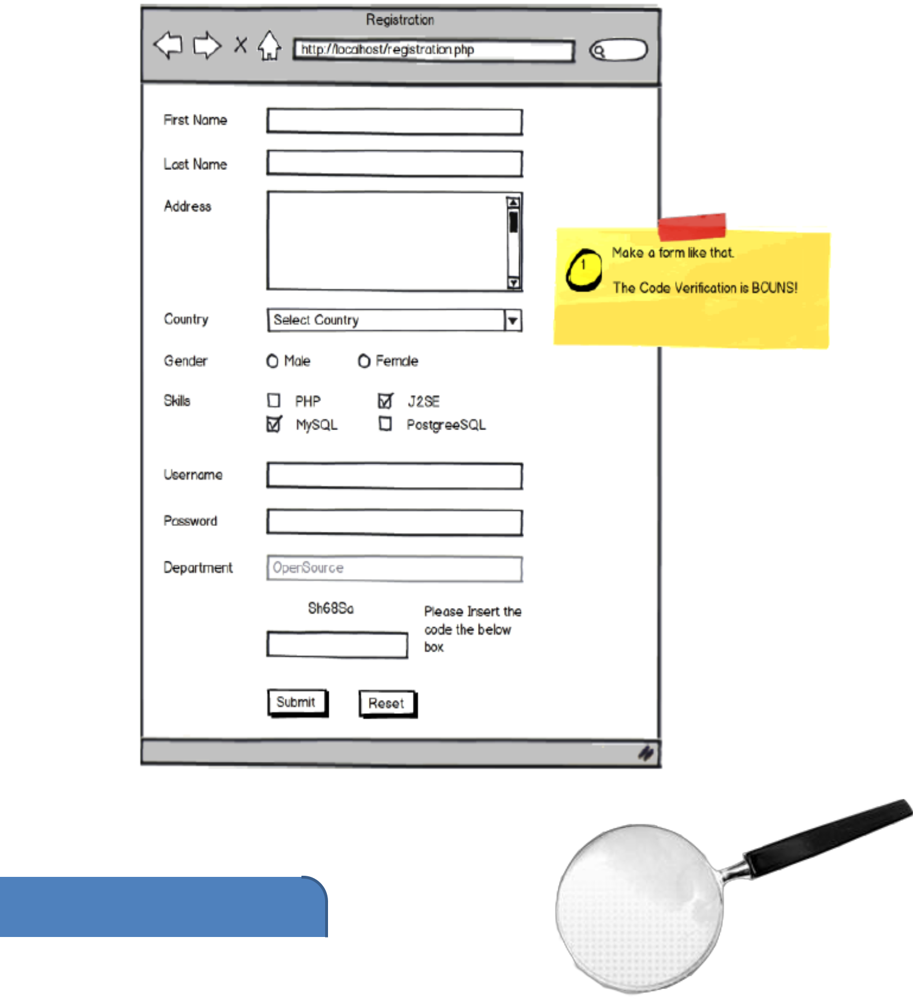 Registration
http://localhost/registration.php
First Name
Last Name
Address
1
Make a form like that.
The Code Verification is BOUNS!
Country
Select Country
Gender
Male
Female
Skills
PHP
J2SE
MySQL
PostgreeSQL
Username
Password
Department
OpenSource
Sh68Sa
Please Insert the
code the below
box
Submit
Reset